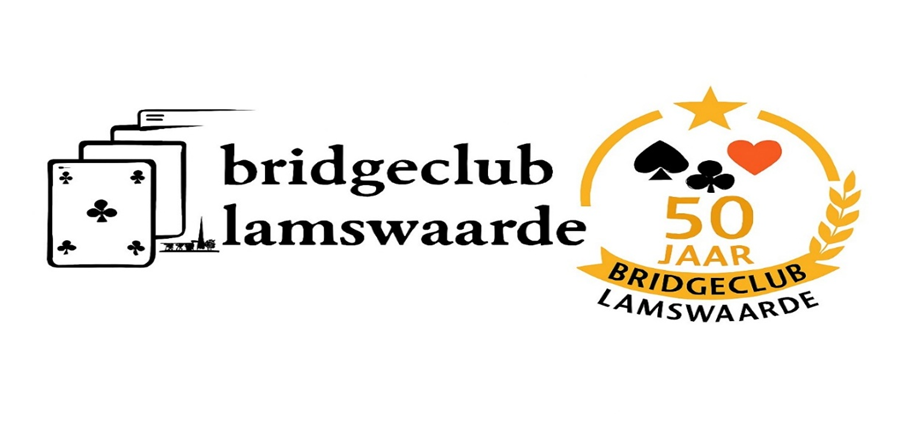 bridgeclub
lamswaarde
50
JAAR
BRIDGECLUB
LAMSWAARDE